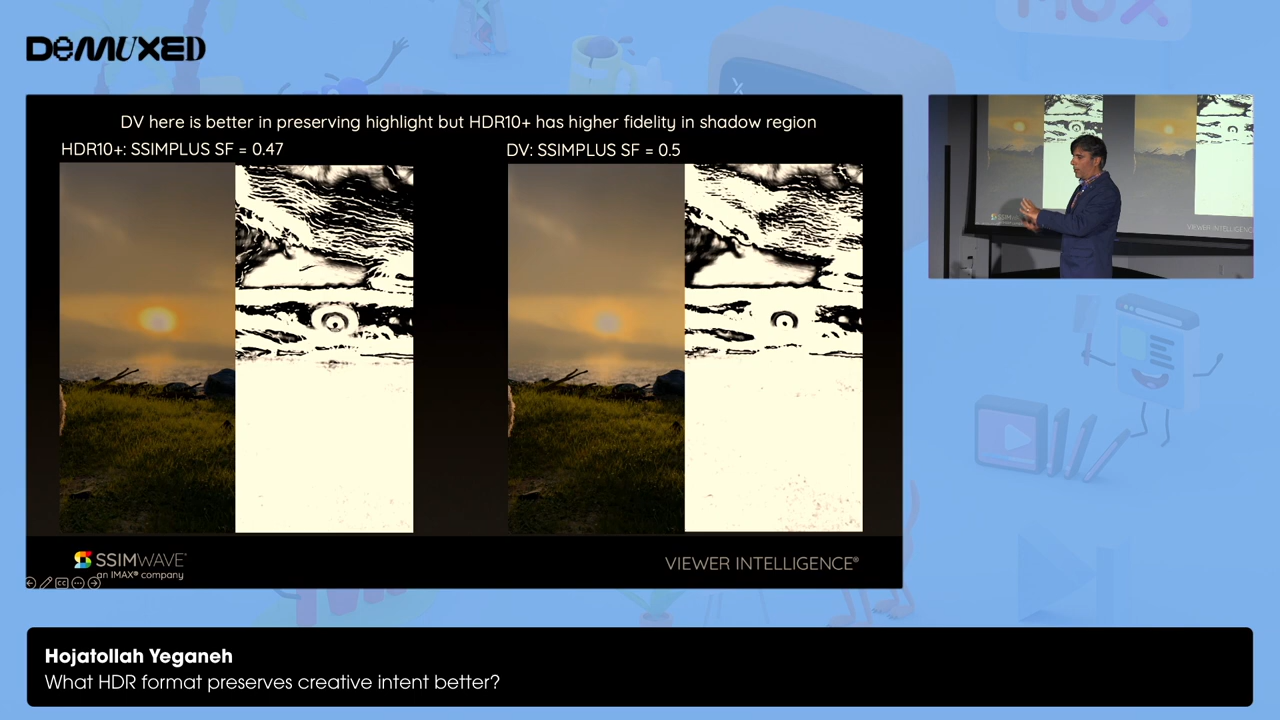 DEMUXED
MUX
DV here is better in preserving highlight but HDR10+ has higher fidelity in shadow region
HDR10+: SSIMPLUS SF = 0.47
DV: SSIMPLUS SF = 0.5
SSIMWAVE
an IMAX® company
VIEWER INTELLIGENCE®
CC
Hojatollah Yeganeh
What HDR format preserves creative intent better?